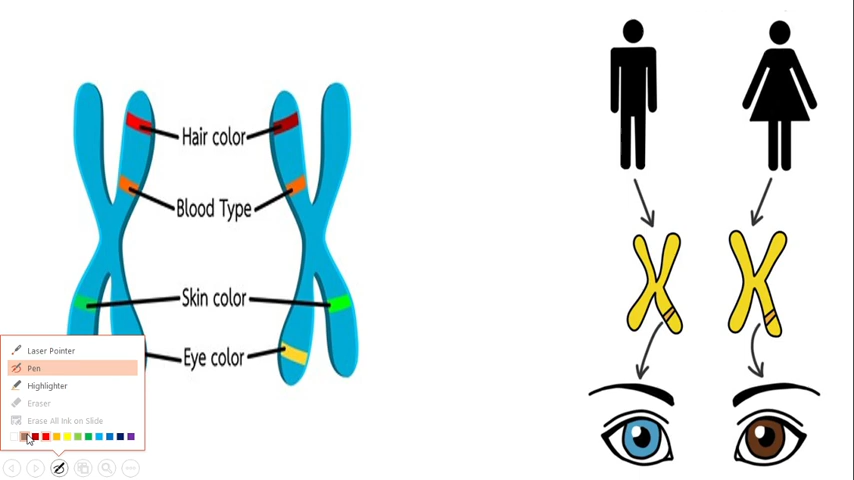 Hair color
Blood Type
Skin color
Eye color
Laser Pointer
Pen
Highlighter
Eraser
Erase All Ink on Slide